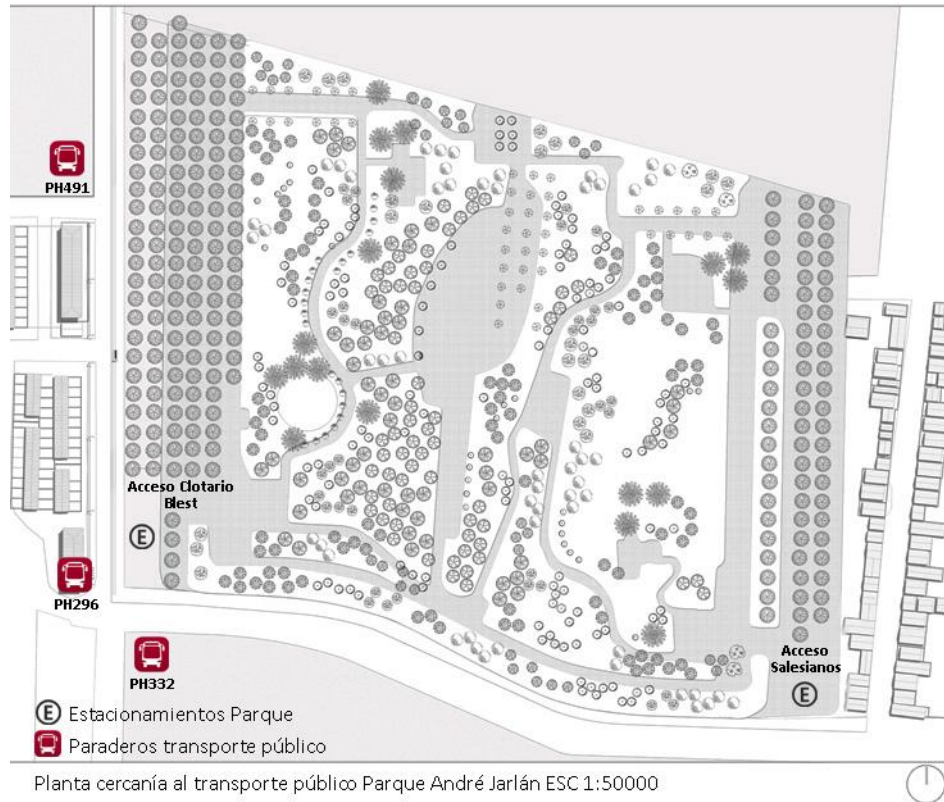 PH491
Acceso Clotario
Blest
E
PH296
PH332
Acceso
Salesianos
E
E Estacionamientos Parque
Paraderos transporte público
Planta cercanía al transporte público Parque André Jarlán ESC 1:50000